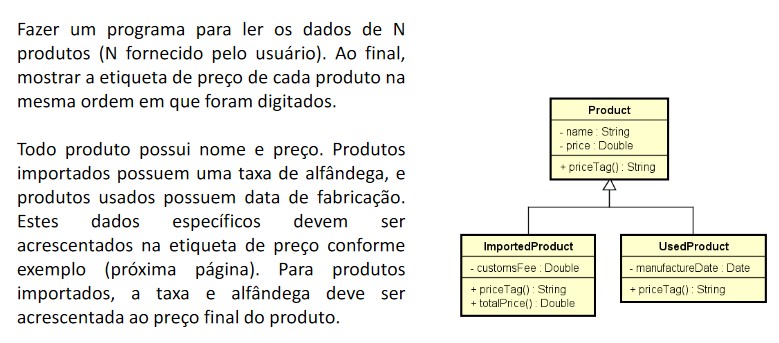 Fazer um programa para ler os dados de N
produtos (N fornecido pelo usuário). Ao final,
mostrar a etiqueta de preço de cada produto na
mesma ordem em que foram digitados.
Todo produto possui nome e preço. Produtos
importados possuem uma taxa de alfândega, e
produtos usados possuem data de fabricação.
Estes dados específicos devem ser
acrescentados na etiqueta de preço conforme
exemplo (próxima página). Para produtos
importados, a taxa e alfândega deve ser
acrescentada ao preço final do produto.
Product
- name : String
- price : Double
+ priceTag() : String
ImportedProduct
- customsFee : Double
+ priceTag() : String
+ totalPrice() : Double
UsedProduct
- manufactureDate : Date
+ priceTag() : String